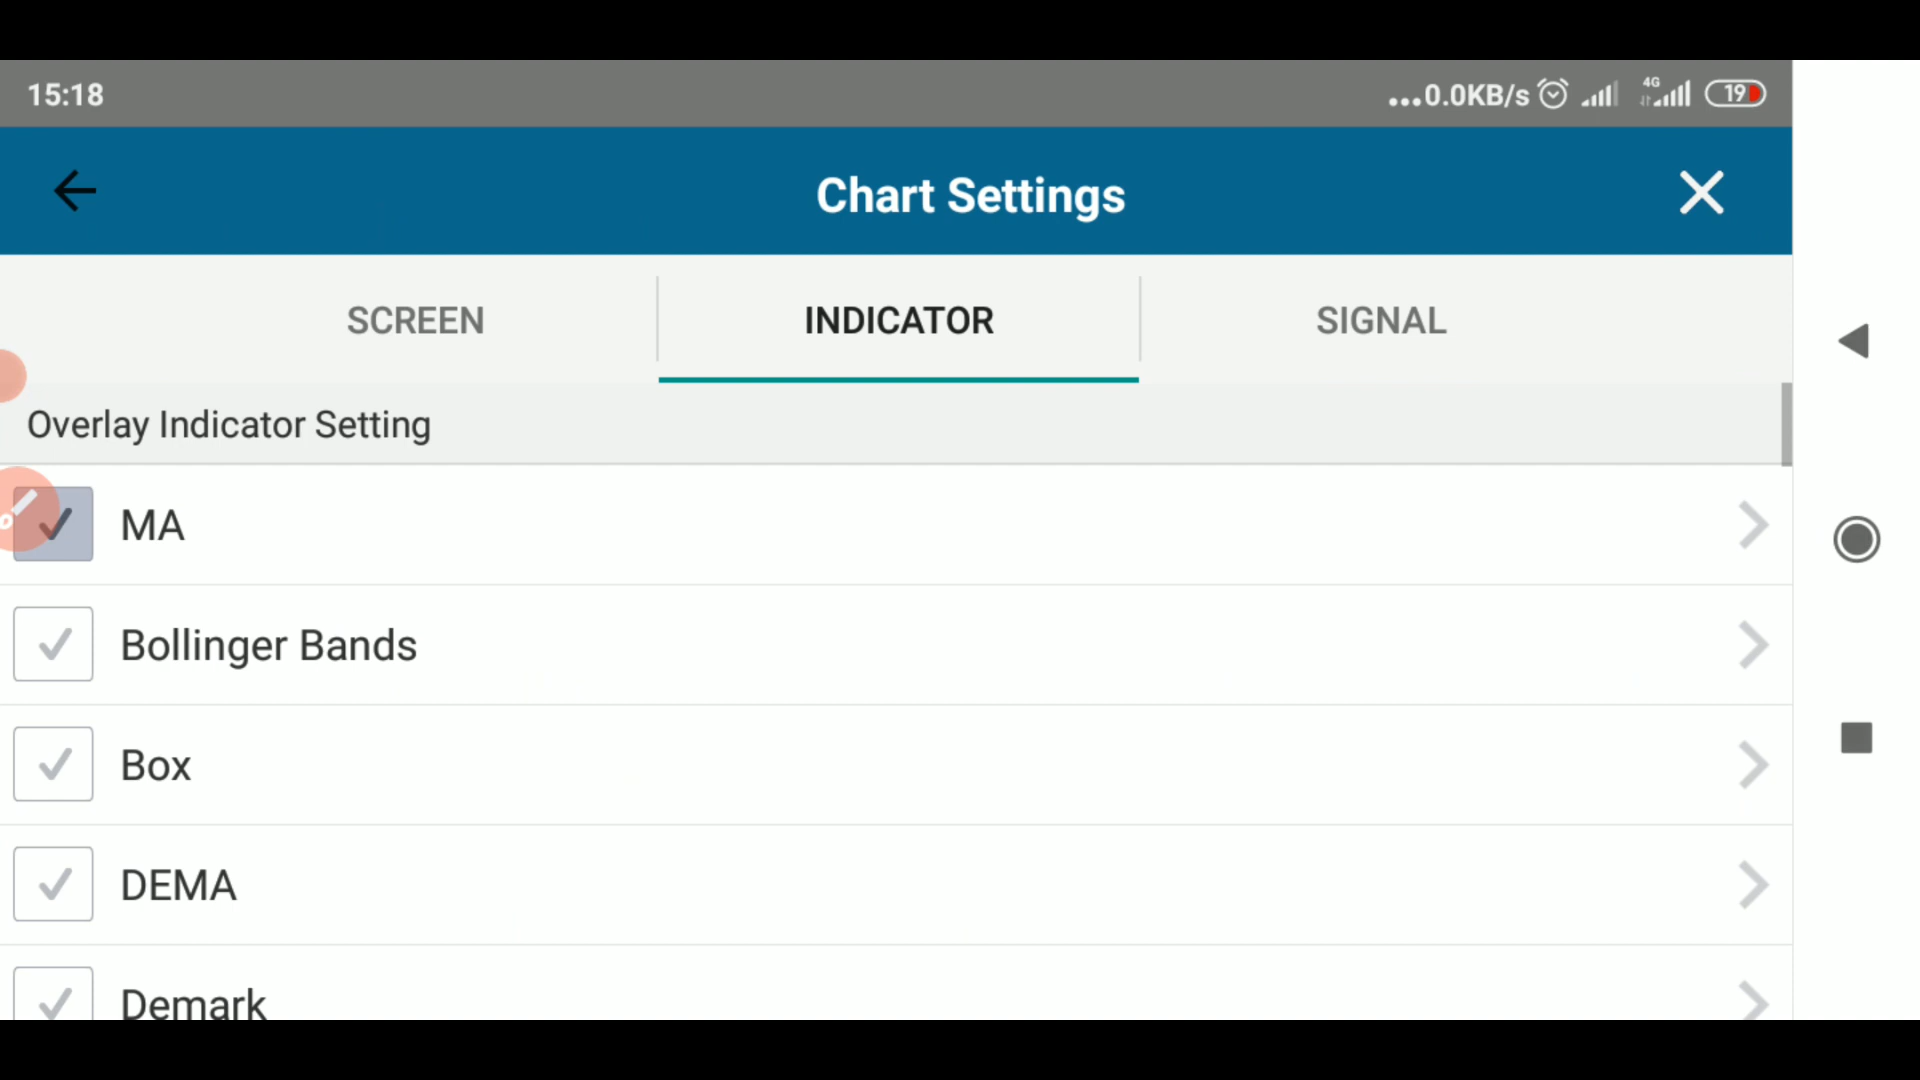 15:18
...0.0KB/s 4G 19
Chart Settings
SCREEN INDICATOR SIGNAL
Overlay Indicator Setting
MA
Bollinger Bands
Box
DEMA
Demark